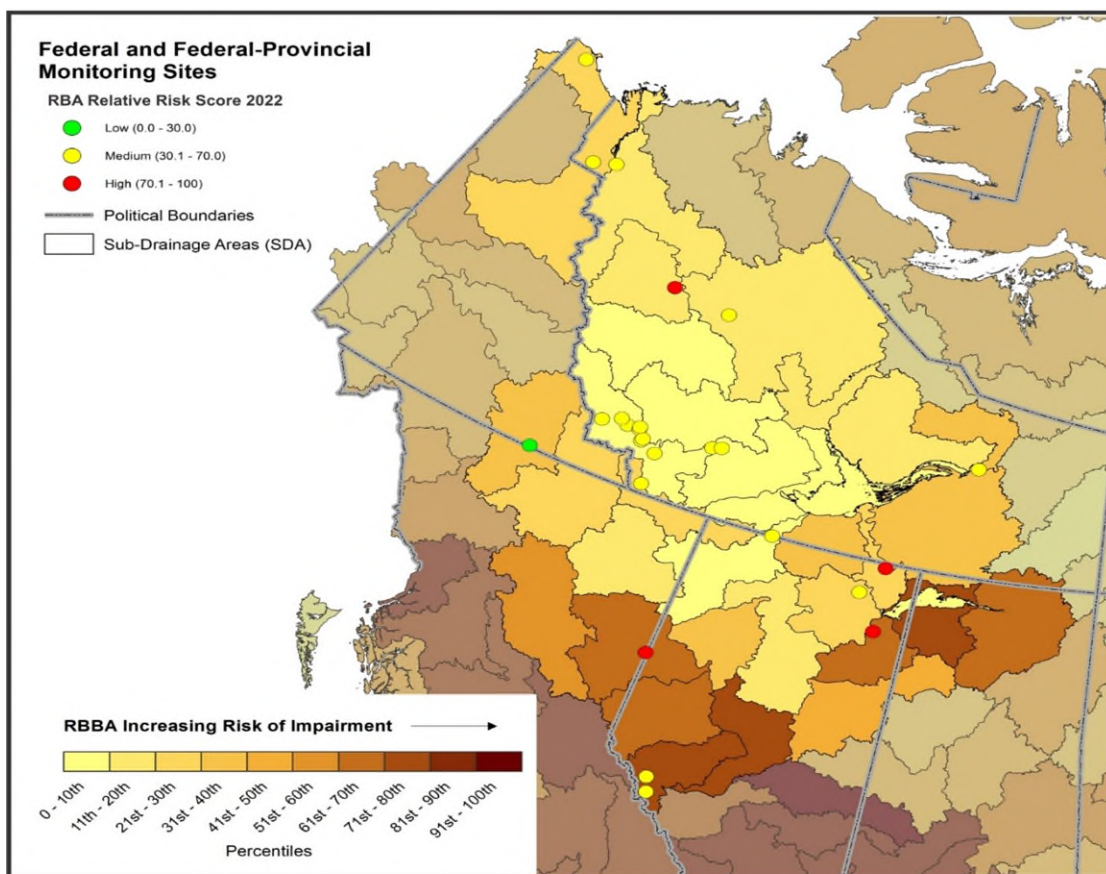 Federal and Federal-Provincial
Monitoring Sites
RBA Relative Risk Score 2022
Low (0.0 - 30.0)
Medium (30.1 - 70.0)
High (70.1 - 100)
Political Boundaries
Sub-Drainage Areas (SDA)
RBBA Increasing Risk of Impairment
0 - 10th
11th - 20th
21st - 30th
31st - 40th
41st - 50th
51st - 60th
61st - 70th
71st - 80th
81st - 90th
91st - 100th
Percentiles